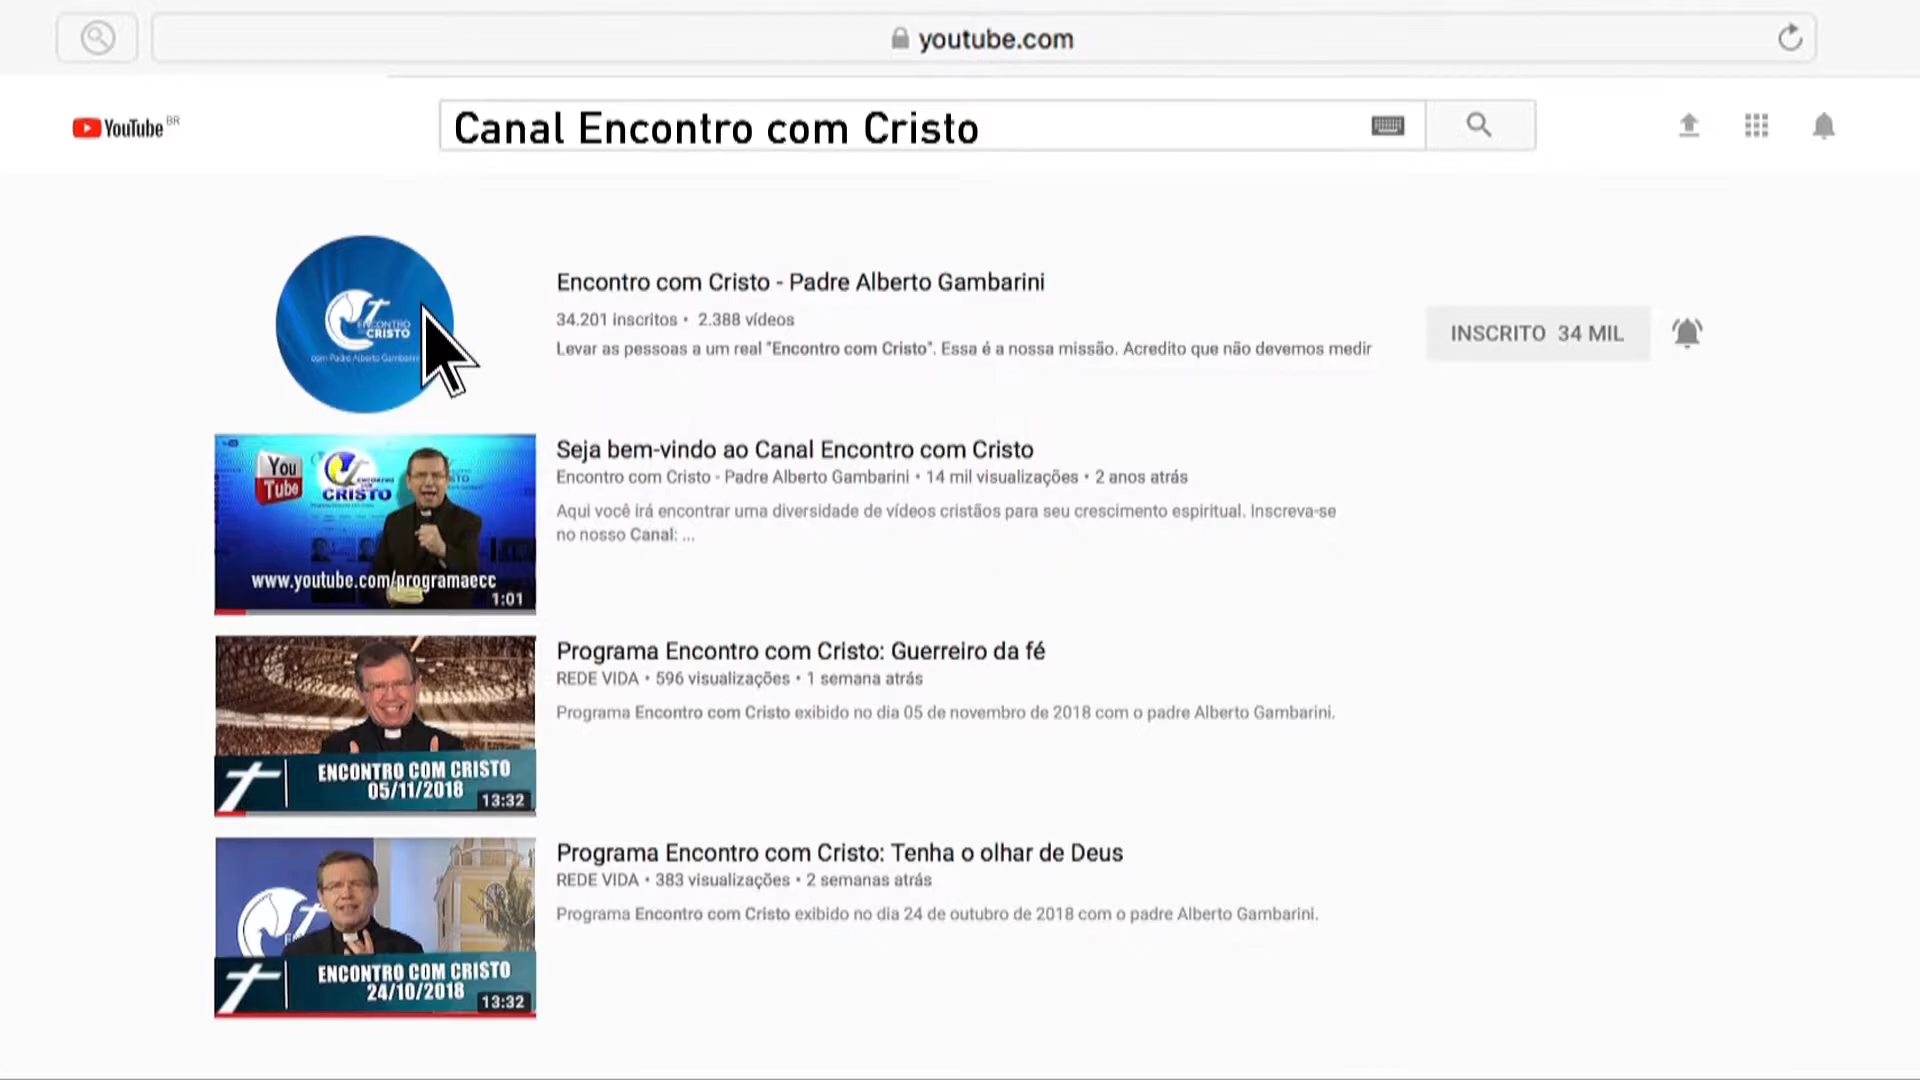 youtube.com
YouTube BR
Canal Encontro com Cristo
ENCONTRO
CRISTO
com Padre Alberto Gambarini
Encontro com Cristo - Padre Alberto Gambarini
34.201 inscritos • 2.388 vídeos
Levar as pessoas a um real "Encontro com Cristo". Essa é a nossa missão. Acredito que não devemos medir
INSCRITO 34 MIL
You
Tube
CRISTO
www.youtube.com/programaecc
1:01
Seja bem-vindo ao Canal Encontro com Cristo
Encontro com Cristo - Padre Alberto Gambarini • 14 mil visualizações • 2 anos atrás
Aqui você irá encontrar uma diversidade de vídeos cristãos para seu crescimento espiritual. Inscreva-se
no nosso Canal: ...
ENCONTRO COM CRISTO
05/11/2018
13:32
Programa Encontro com Cristo: Guerreiro da fé
REDE VIDA • 596 visualizações • 1 semana atrás
Programa Encontro com Cristo exibido no dia 05 de novembro de 2018 com o padre Alberto Gambarini.
ENCONTRO COM CRISTO
24/10/2018
13:32
Programa Encontro com Cristo: Tenha o olhar de Deus
REDE VIDA • 383 visualizações • 2 semanas atrás
Programa Encontro com Cristo exibido no dia 24 de outubro de 2018 com o padre Alberto Gambarini.